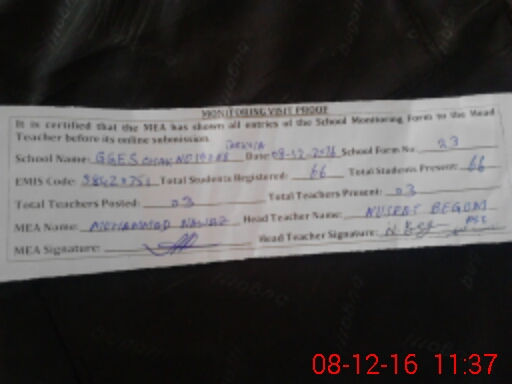 MONITORING VISIT PROOF
It is certified that the MEA has shown all entries of the School Monitoring Form to the Head
Teacher before its online submission.
School Name: GGES CHAK NO Date: 08-12-2016 School Form No. 23
EMIS Code: Total Students Registered: 66 Total Students Present: 66
Total Teachers Posted: 03 Total Teachers Present: 03
MEA Name: MOHAMMAD NAWAZ Head Teacher Name: NUSRAT BEGUM
MEA Signature: Head Teacher Signature: PST
08-12-16 11:37